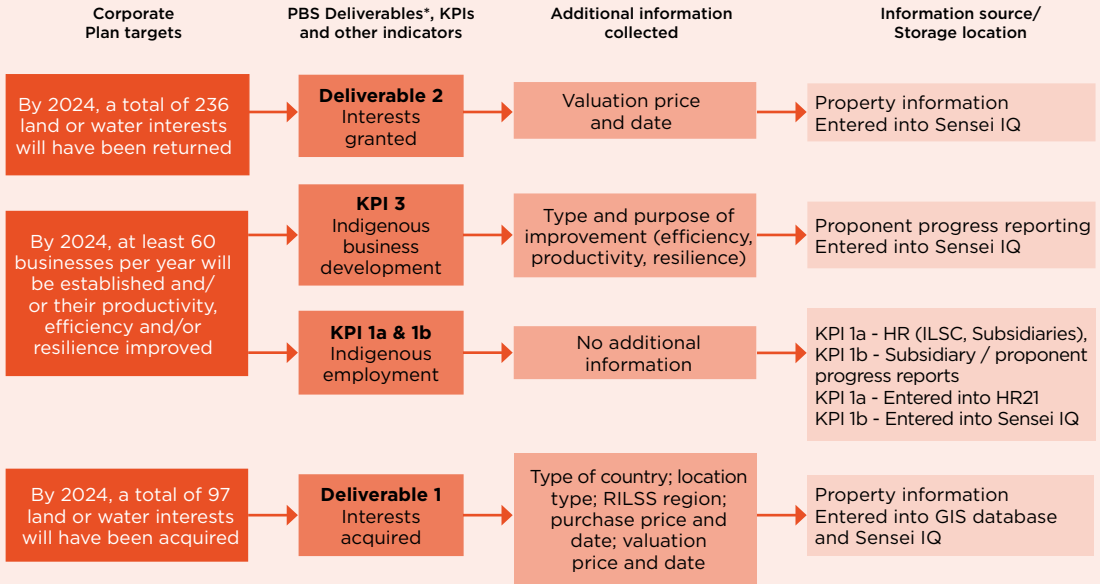 Corporate
Plan targets
PBS Deliverables*, KPIs
and other indicators
Additional information
collected
Information source/
Storage location
By 2024, a total of 236
land or water interests
will have been returned
Deliverable 2
Interests
granted
Valuation price
and date
Property information
Entered into Sensei IQ
By 2024, at least 60
businesses per year will
be established and/
or their productivity,
efficiency and/or
resilience improved
KPI 3
Indigenous
business
development
Type and purpose of
improvement (efficiency,
productivity, resilience)
Proponent progress reporting
Entered into Sensei IQ
KPI 1a & 1b
Indigenous
employment
No additional
information
KPI 1a - HR (ILSC, Subsidiaries),
KPI 1b - Subsidiary / proponent
progress reports
KPI 1a - Entered into HR21
KPI 1b - Entered into Sensei IQ
By 2024, a total of 97
land or water interests
will have been acquired
Deliverable 1
Interests
acquired
Type of country; location
type; RILSS region;
purchase price and
date; valuation
price and date
Property information
Entered into GIS database
and Sensei IQ